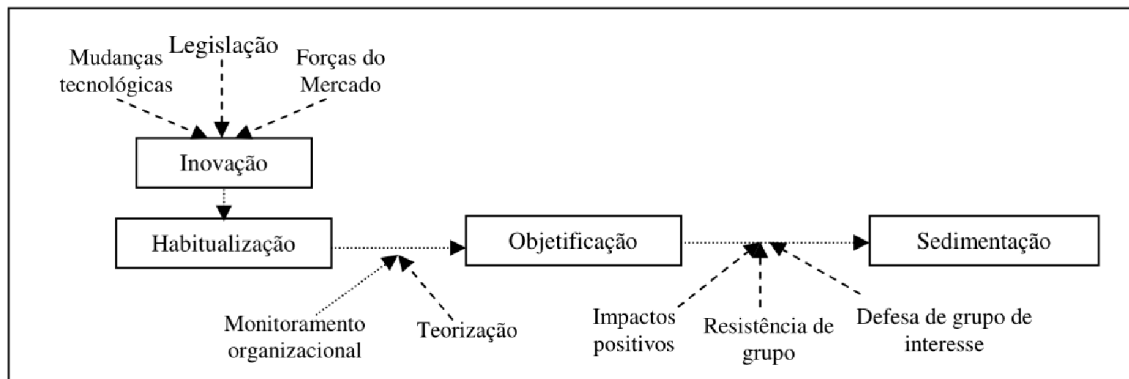 Legislação
Mudanças
tecnológicas
Forças do
Mercado
Inovação
Habitualização
Objetificação
Sedimentação
Monitoramento
organizacional
Teorização
Impactos
positivos
Resistência de
grupo
Defesa de grupo de
interesse